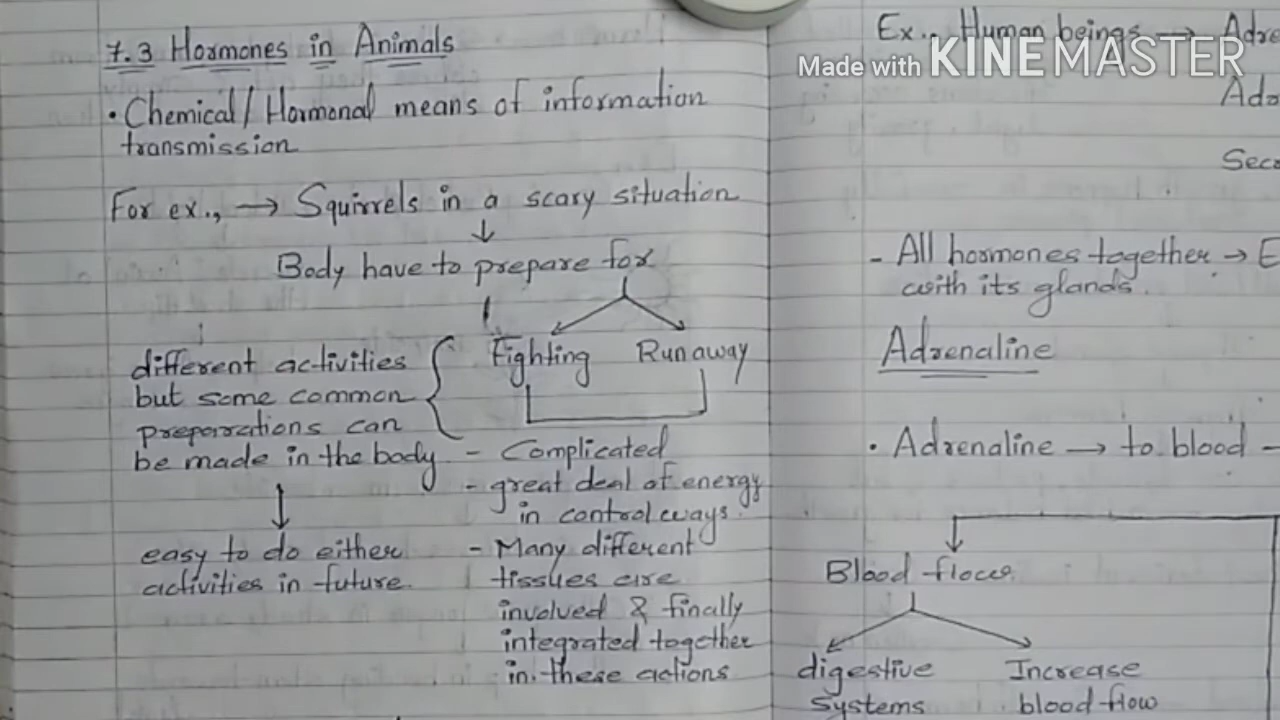 7.3 Hormones in Animals
• Chemical/Hormonal means of information
transmission
For ex., → Squirrels in a scary situation
↓
Body have to prepare for
Fighting Run away
different activities
but some common
preparations can
be made in the body
↓
easy to do either
activities in future
- Complicated
- great deal of energy
in control ways.
- Many different
tissues are
involved & finally
integrated together
in these actions
Ex.. Human beings →
Made with KINEMASTER
- All hormones together →
with its glands.
Adrenaline
• Adrenaline → to blood -
Blood flows
digestive
systems
Increase
blood flow